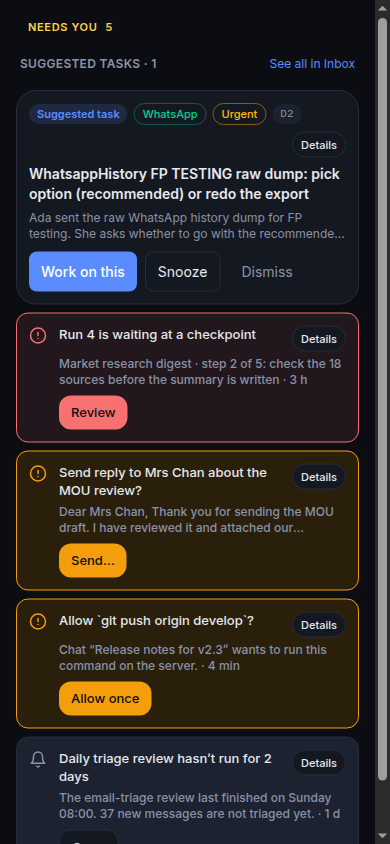 NEEDS YOU 5
SUGGESTED TASKS · 1
See all in Inbox
Suggested task
WhatsApp
Urgent
D2
Details
WhatsappHistory FP TESTING raw dump: pick
option (recommended) or redo the export
Ada sent the raw WhatsApp history dump for FP
testing. She asks whether to go with the recommende…
Work on this
Snooze
Dismiss
Run 4 is waiting at a checkpoint
Details
Market research digest · step 2 of 5: check the 18
sources before the summary is written · 3 h
Review
Send reply to Mrs Chan about the
MOU review?
Details
Dear Mrs Chan, Thank you for sending the MOU
draft. I have reviewed it and attached our…
Send…
Allow `git push origin develop`?
Details
Chat “Release notes for v2.3” wants to run this
command on the server. · 4 min
Allow once
Daily triage review hasn’t run for 2
days
Details
The email-triage review last finished on Sunday
08:00. 37 new messages are not triaged yet. · 1 d